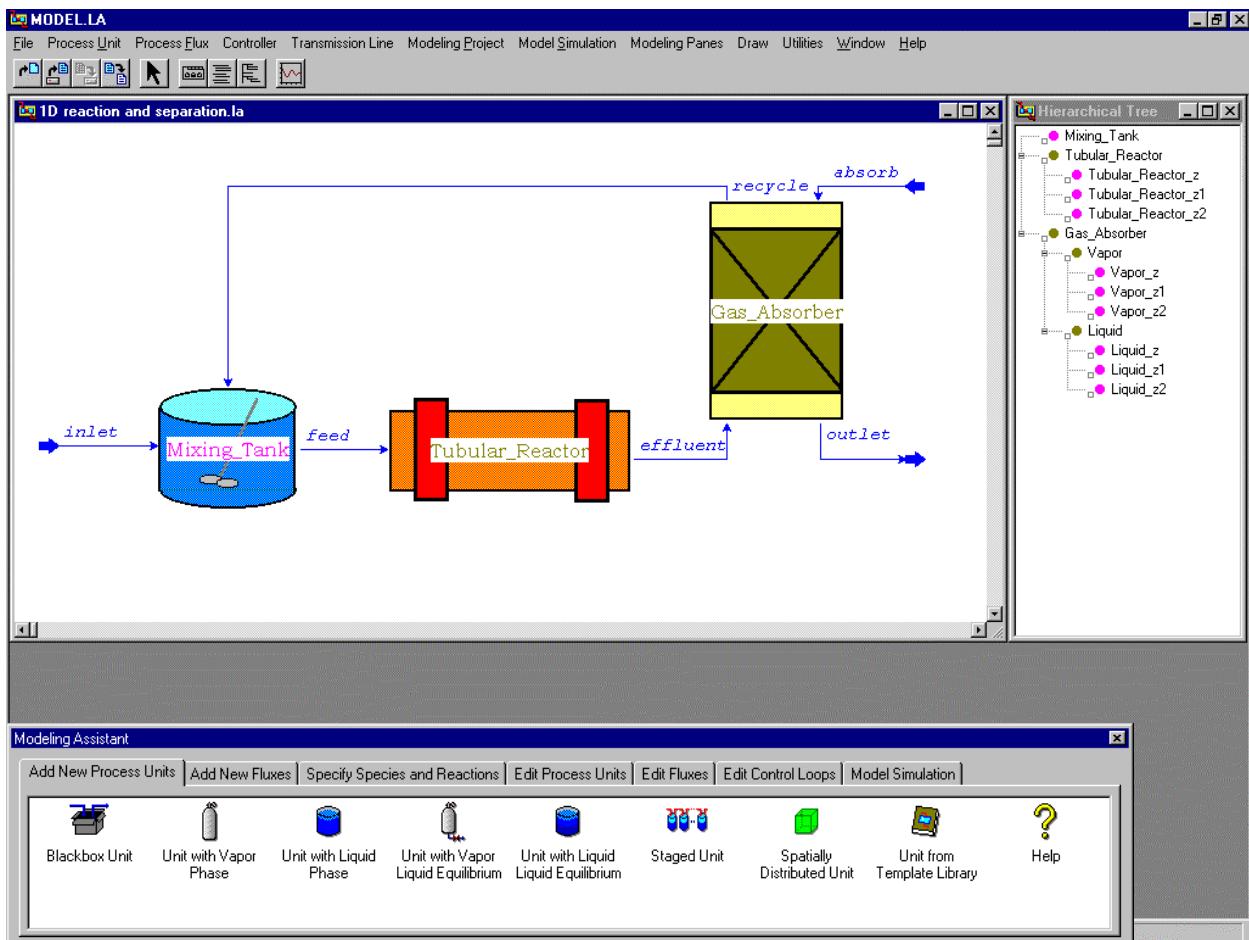 MODEL.LA
File Process Unit Process Flux Controller Transmission Line Modeling Project Model Simulation Modeling Panes Draw Utilities Window Help
1D reaction and separation.la
Hierarchical Tree
Mixing_Tank
Tubular_Reactor
Tubular_Reactor_z
Tubular_Reactor_z1
Tubular_Reactor_z2
Gas_Absorber
Vapor
Vapor_z
Vapor_z1
Vapor_z2
Liquid
Liquid_z
Liquid_z1
Liquid_z2
absorb
recycle
Gas_Absorber
inlet
Mixing_Tank
feed
Tubular_Reactor
effluent
outlet
Modeling Assistant
Add New Process Units Add New Fluxes Specify Species and Reactions Edit Process Units Edit Fluxes Edit Control Loops Model Simulation
Blackbox Unit
Unit with Vapor
Phase
Unit with Liquid
Phase
Unit with Vapor
Liquid Equilibrium
Unit with Liquid
Liquid Equilibrium
Staged Unit
Spatially
Distributed Unit
Unit from
Template Library
Help